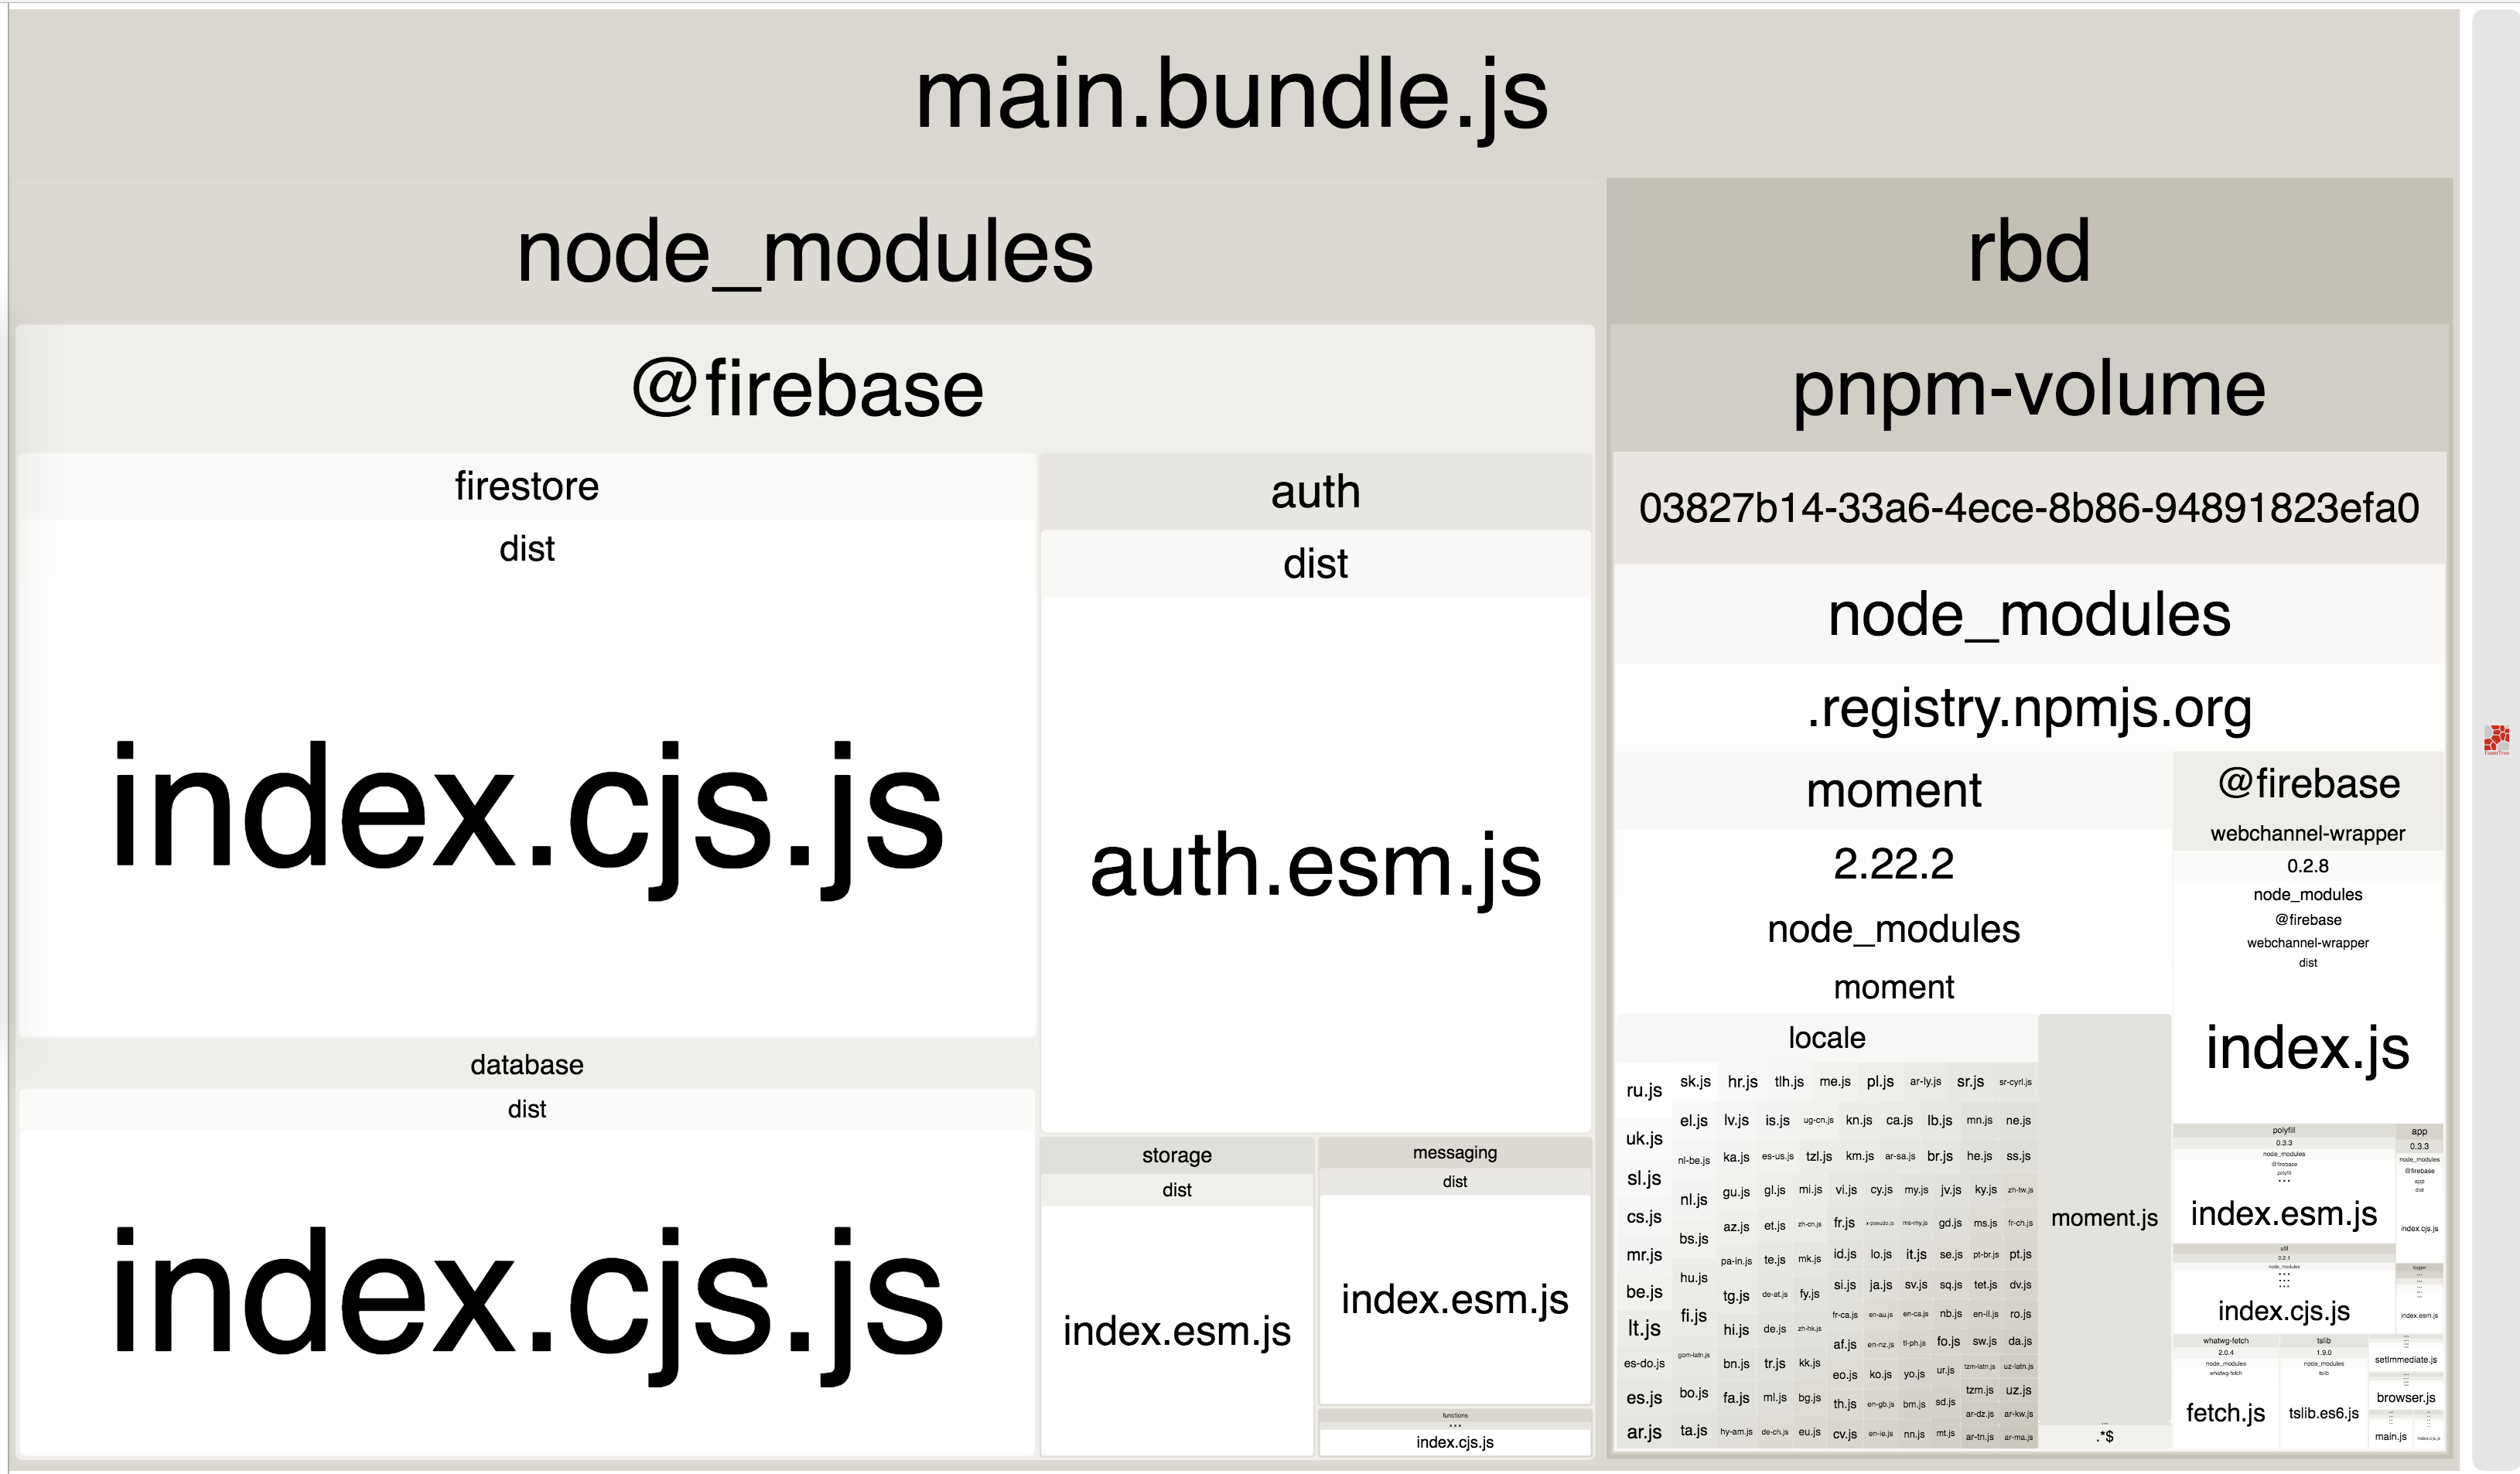 main.bundle.js
node_modules
@firebase
firestore
dist
index.cjs.js
database
dist
index.cjs.js
auth
dist
auth.esm.js
storage
dist
index.esm.js
messaging
dist
index.esm.js
functions
...
index.cjs.js
rbd
pnpm-volume
03827b14-33a6-4ece-8b86-94891823efa0
node_modules
.registry.npmjs.org
moment
2.22.2
node_modules
moment
locale
ru.js
uk.js
sl.js
cs.js
mr.js
be.js
lt.js
es-do.js
es.js
ar.js
sk.js
el.js
nl-be.js
nl.js
bs.js
hu.js
fi.js
gom-latn.js
bo.js
ta.js
hr.js tlh.js me.js pl.js ar-ly.js sr.js sr-cyrl.js
lv.js is.js ug-cn.js kn.js ca.js lb.js mn.js ne.js
ka.js es-us.js tzl.js km.js ar-sa.js br.js he.js ss.js
gu.js gl.js mi.js vi.js cy.js my.js jv.js ky.js zh-tw.js
az.js et.js zh-cn.js fr.js x-pseudo.js ms-my.js gd.js ms.js fr-ch.js
pa-in.js te.js mk.js id.js lo.js it.js se.js pt-br.js pt.js
tg.js de-at.js fy.js si.js ja.js sv.js sq.js tet.js dv.js
hi.js de.js zh-hk.js fr-ca.js en-au.js en-ca.js nb.js en-il.js ro.js
bn.js tr.js kk.js af.js en-nz.js tl-ph.js fo.js sw.js da.js
fa.js ml.js bg.js eo.js ko.js yo.js ur.js tzm-latn.js uz-latn.js
hy-am.js de-ch.js eu.js th.js en-gb.js bm.js sd.js tzm.js uz.js
ar-dz.js ar-kw.js
cv.js en-ie.js nn.js mt.js ar-tn.js ar-ma.js
moment.js
...
.*$
@firebase
webchannel-wrapper
0.2.8
node_modules
@firebase
webchannel-wrapper
dist
index.js
polyfill
0.3.3
node_modules
@firebase
polyfill
...
index.esm.js
app
0.3.3
node_modules
@firebase
app
dist
index.cjs.js
util
0.2.1
node_modules
...
...
...
index.cjs.js
logger
...
...
...
index.esm.js
whatwg-fetch
2.0.4
node_modules
whatwg-fetch
fetch.js
tslib
1.9.0
node_modules
tslib
tslib.es6.js
setImmediate.js
browser.js
main.js
index.cjs.js
FoamTree